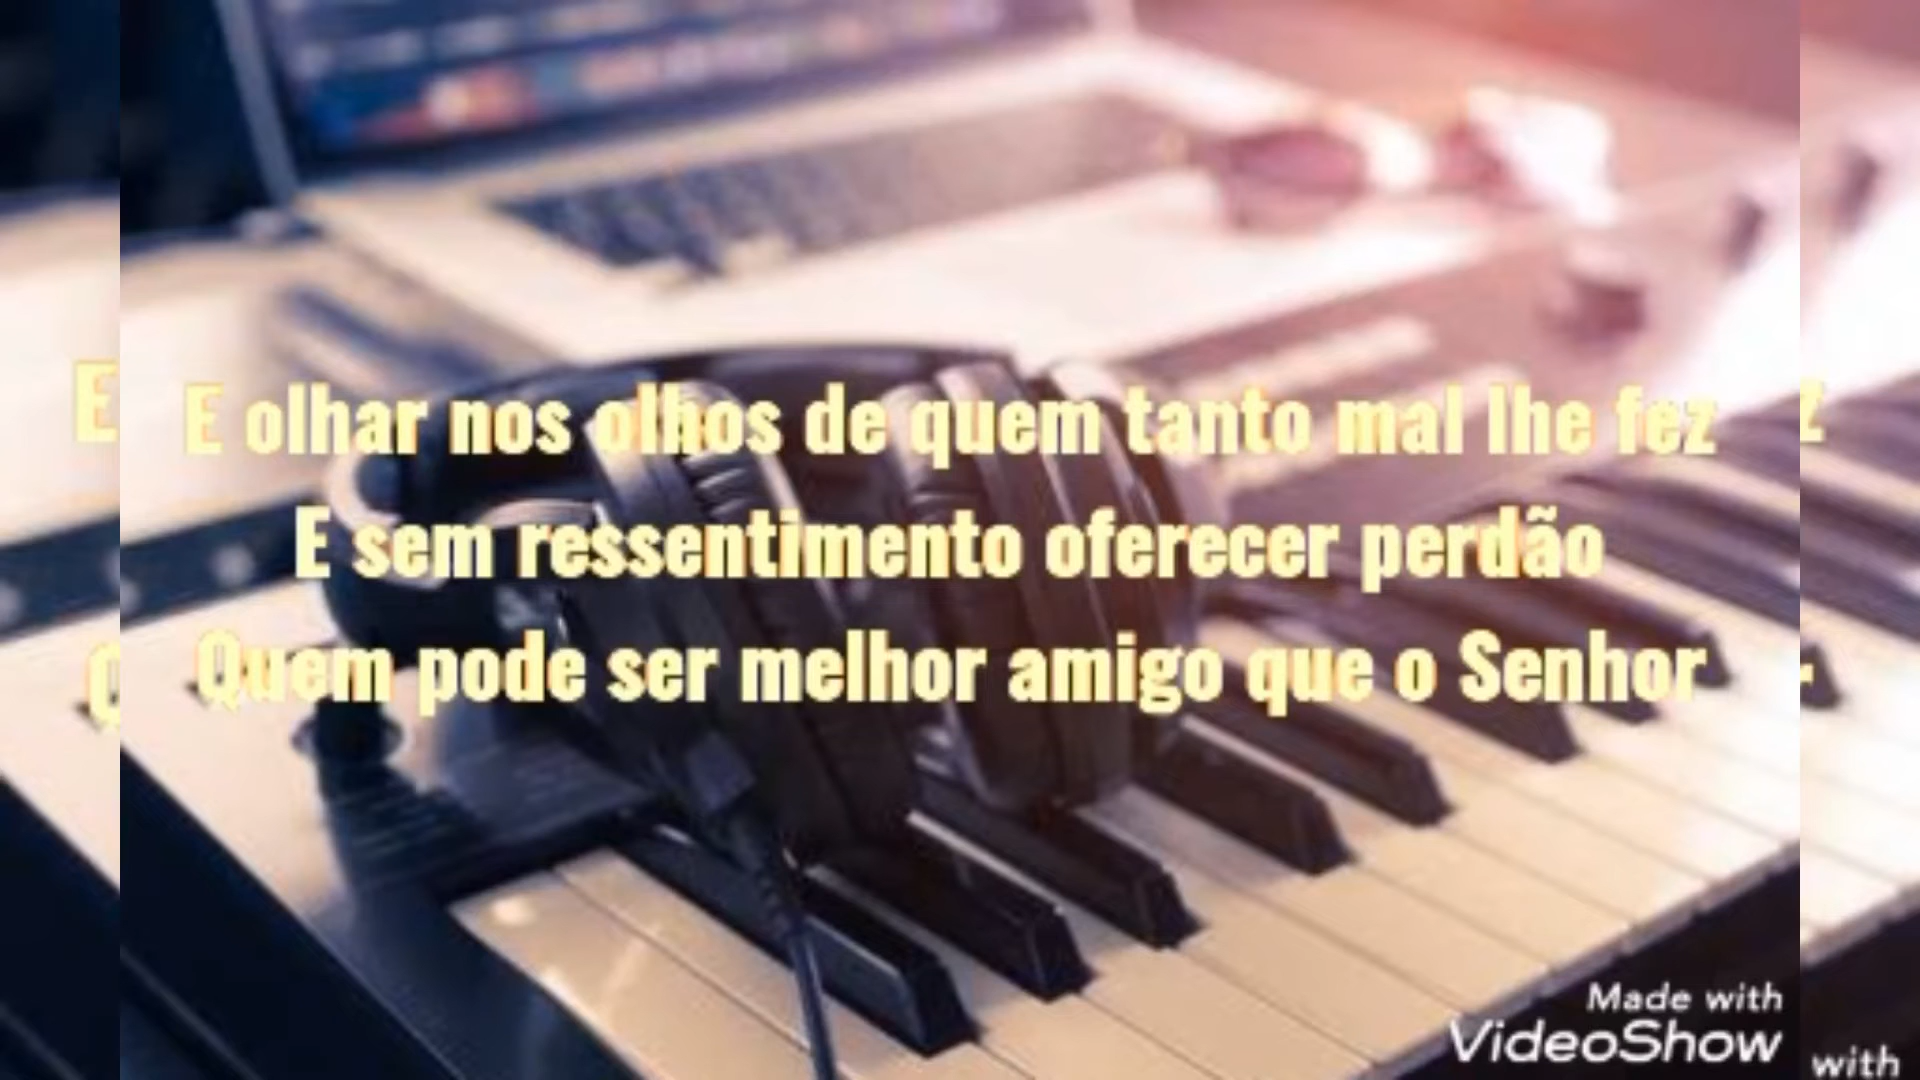 E olhar nos olhos de quem tanto mal lhe fez
E sem ressentimento oferecer perdão
Quem pode ser melhor amigo que o Senhor
Made with
VideoShow
with